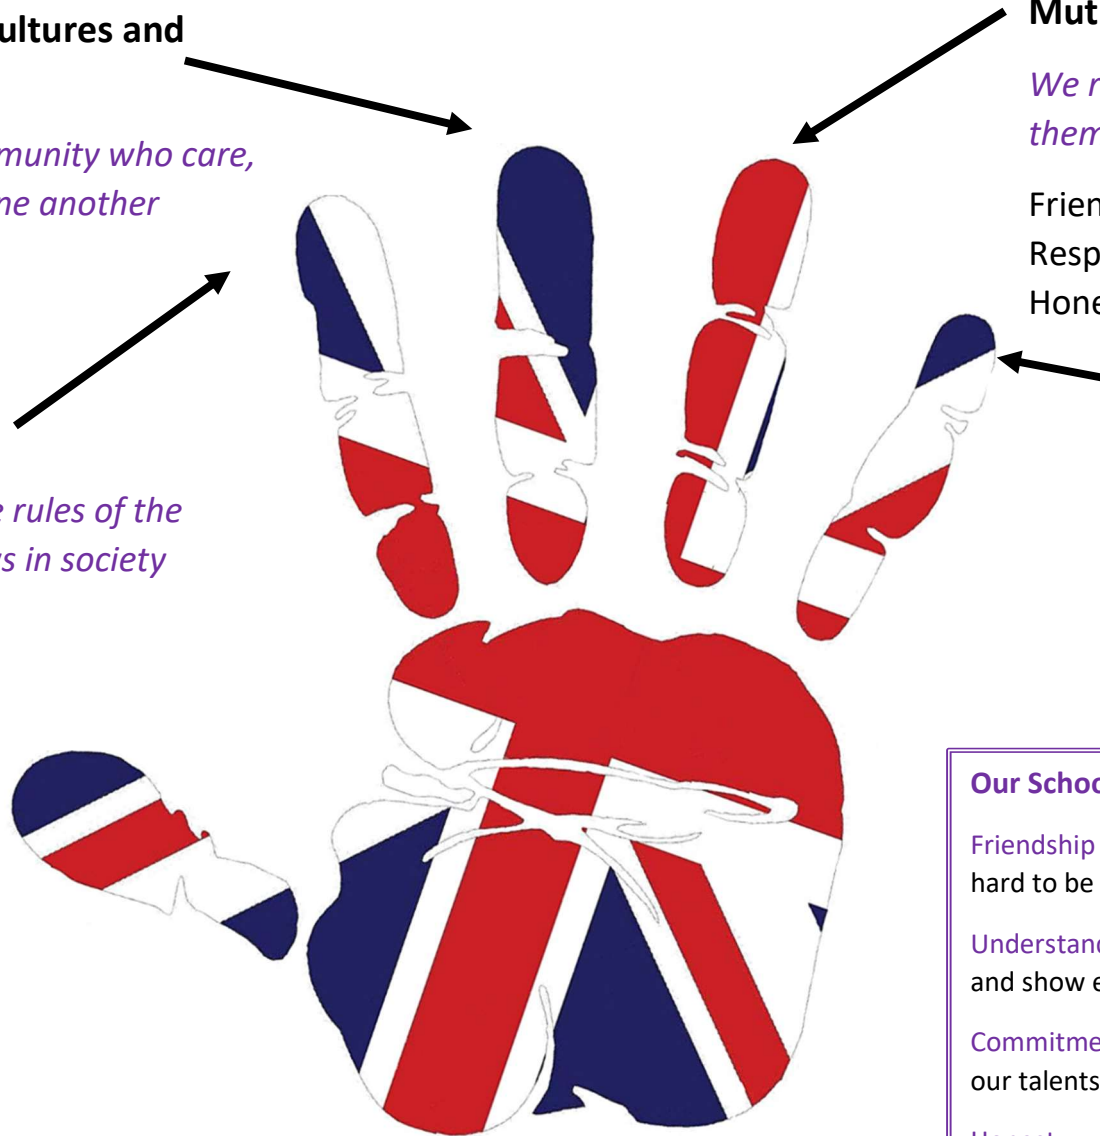 ultures and
munity who care,
ne another
e rules of the
s in society
Mut
We r
them
Frien
Resp
Hone
Our Schoo
Friendship
hard to be
Understand
and show e
Commitme
our talents